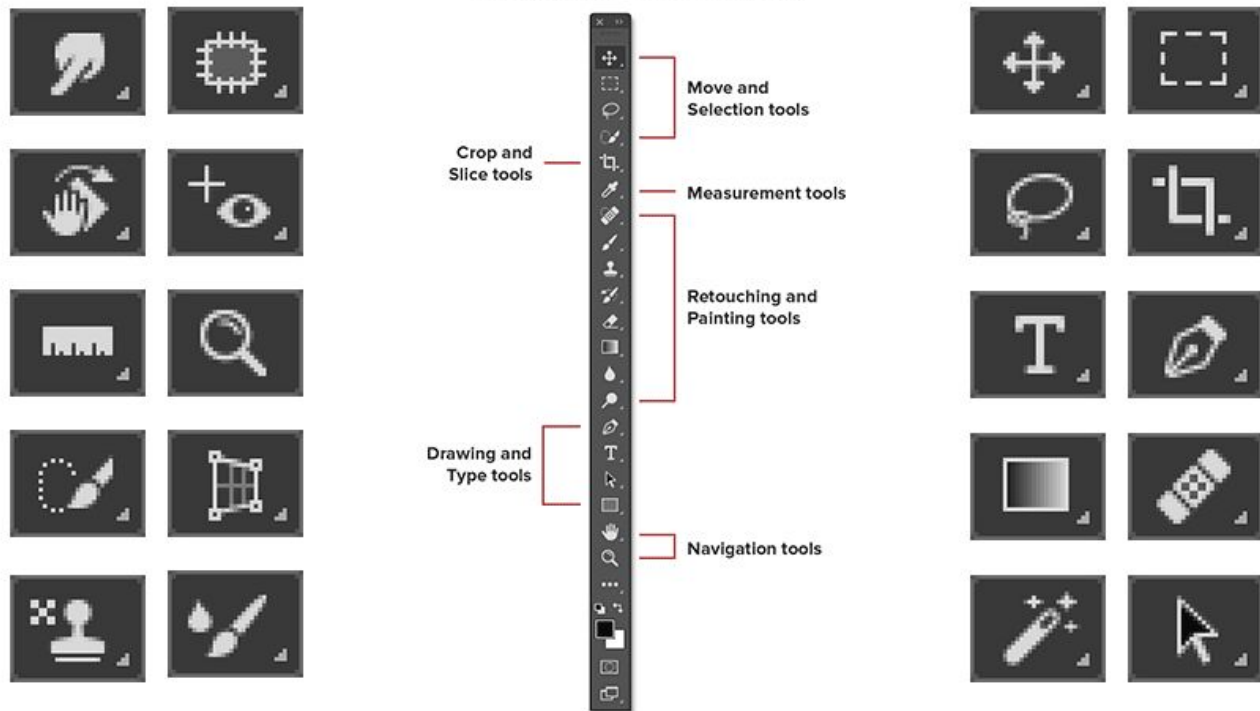 Move and
Selection tools
Crop and
Slice tools
Measurement tools
Retouching and
Painting tools
Drawing and
Type tools
Navigation tools
T
T